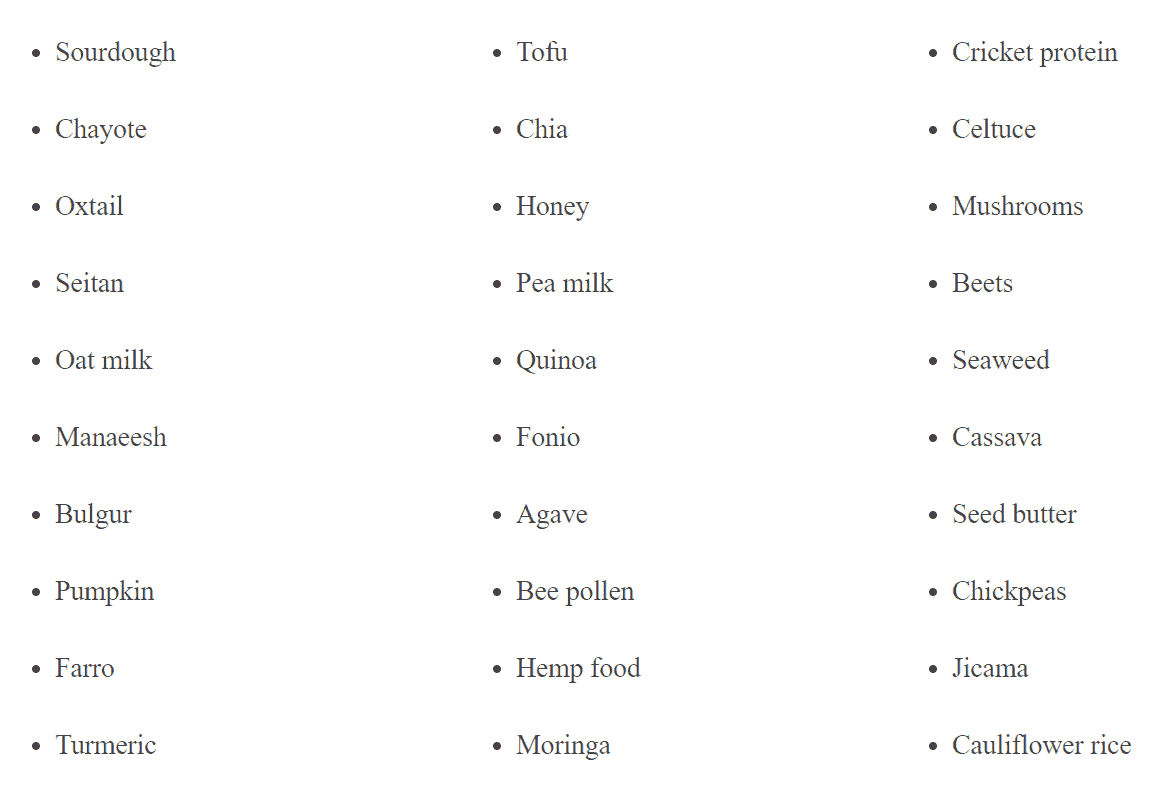 Sourdough
Chayote
Oxtail
Seitan
Oat milk
Manaeesh
Bulgur
Pumpkin
Farro
Turmeric
Tofu
Chia
Honey
Pea milk
Quinoa
Fonio
Agave
Bee pollen
Hemp food
Moringa
Cricket protein
Celtuce
Mushrooms
Beets
Seaweed
Cassava
Seed butter
Chickpeas
Jicama
Cauliflower rice